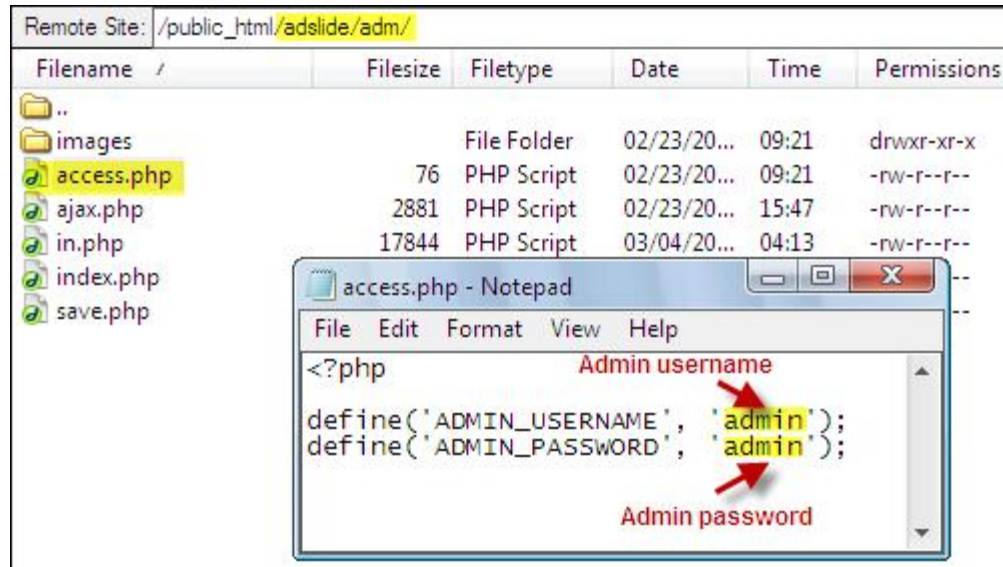 Remote Site: /public_html/adslide/adm/
Filename / Filesize Filetype Date Time Permissions
..
images File Folder 02/23/20... 09:21 drwxr-xr-x
access.php 76 PHP Script 02/23/20... 09:21 -rw-r--r--
ajax.php 2881 PHP Script 02/23/20... 15:47 -rw-r--r--
in.php 17844 PHP Script 03/04/20... 04:13 -rw-r--r--
index.php --
save.php --
access.php - Notepad
File Edit Format View Help
<?php
Admin username
define('ADMIN_USERNAME', 'admin');
define('ADMIN_PASSWORD', 'admin');
Admin password